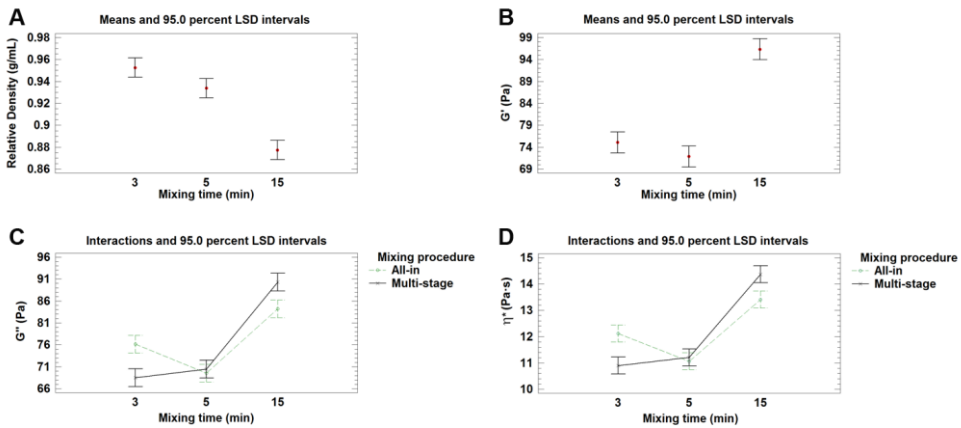 A
Means and 95.0 percent LSD intervals
Relative Density (g/mL)
0.98
0.96
0.94
0.92
0.9
0.88
0.86
3 5 15
Mixing time (min)
B
Means and 95.0 percent LSD intervals
G' (Pa)
99
94
89
84
79
74
69
3 5 15
Mixing time (min)
C
Interactions and 95.0 percent LSD intervals
G'' (Pa)
96
91
86
81
76
71
66
3 5 15
Mixing time (min)
Mixing procedure
All-in
Multi-stage
D
Interactions and 95.0 percent LSD intervals
η* (Pa·s)
15
14
13
12
11
10
3 5 15
Mixing time (min)
Mixing procedure
All-in
Multi-stage